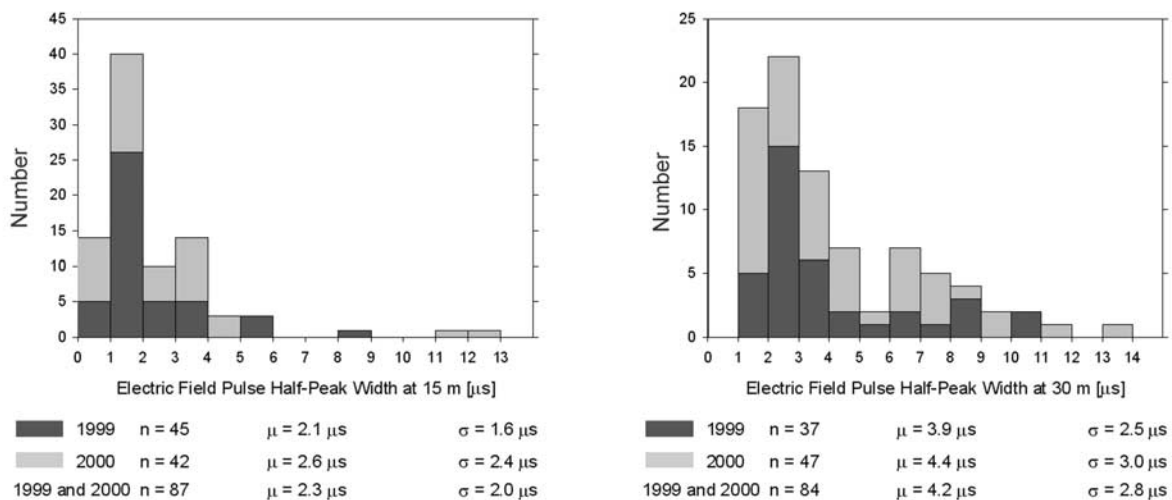 45
40
35
30
25
20
15
10
5
0
Number
0 1 2 3 4 5 6 7 8 9 10 11 12 13
Electric Field Pulse Half-Peak Width at 15 m [µs]
1999 n = 45 µ = 2.1 µs σ = 1.6 µs
2000 n = 42 µ = 2.6 µs σ = 2.4 µs
1999 and 2000 n = 87 µ = 2.3 µs σ = 2.0 µs
25
20
15
10
5
0
Number
0 1 2 3 4 5 6 7 8 9 10 11 12 13 14
Electric Field Pulse Half-Peak Width at 30 m [µs]
1999 n = 37 µ = 3.9 µs σ = 2.5 µs
2000 n = 47 µ = 4.4 µs σ = 3.0 µs
1999 and 2000 n = 84 µ = 4.2 µs σ = 2.8 µs